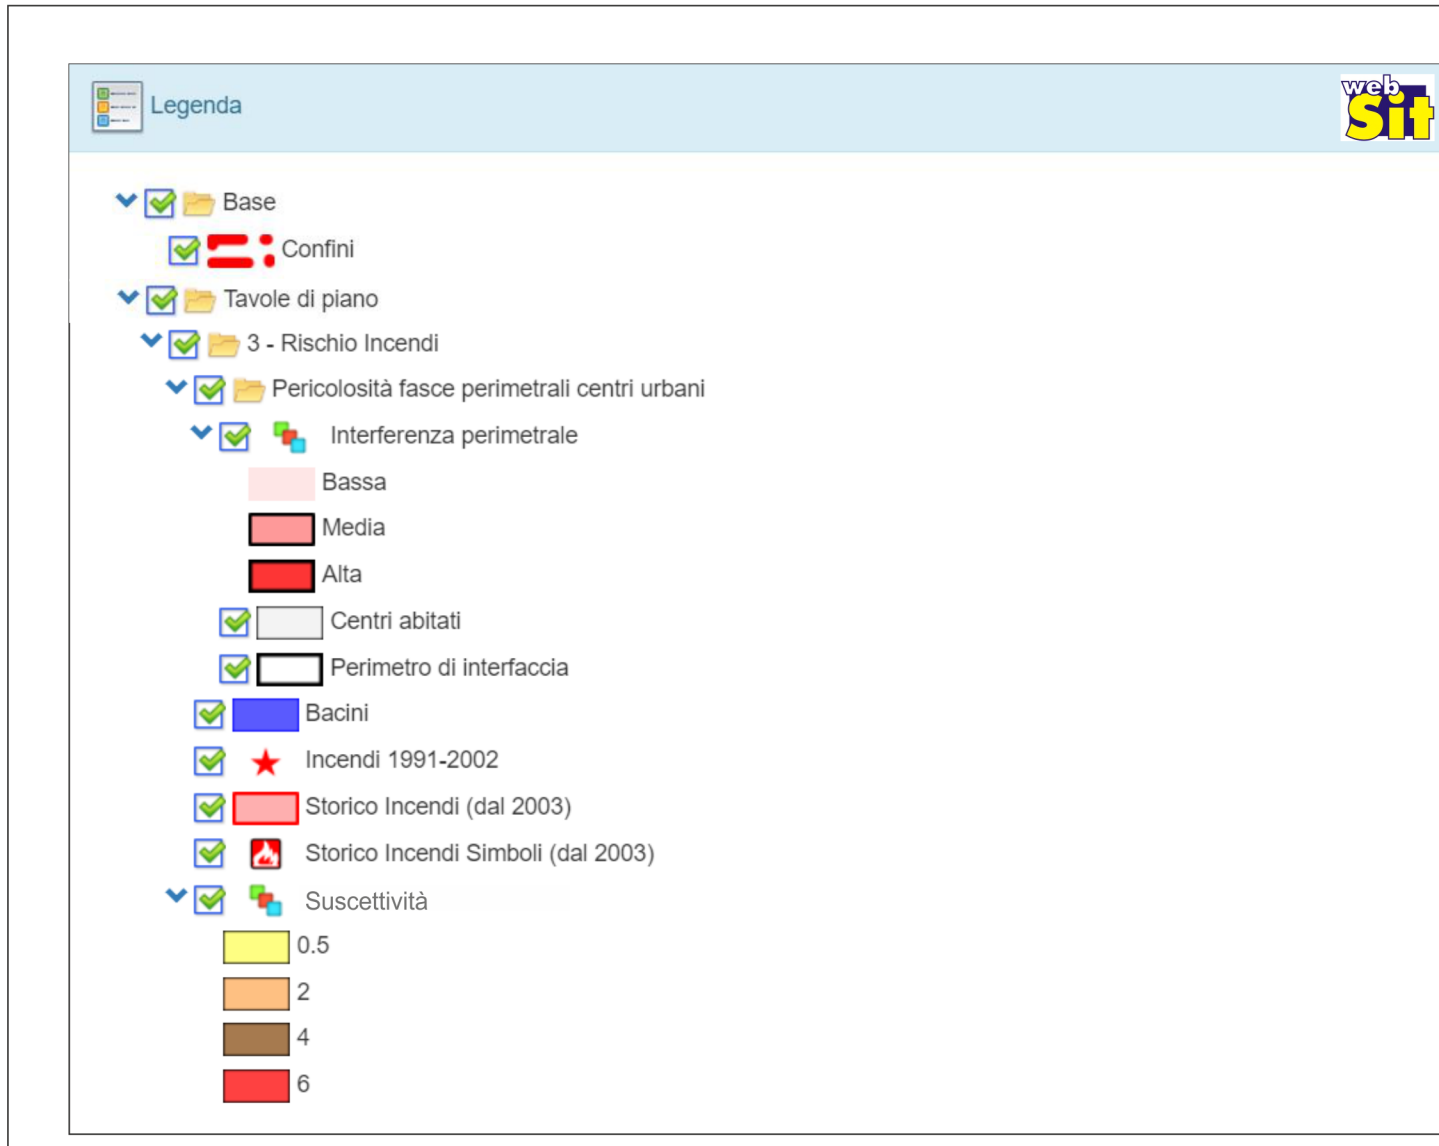 Legenda
web
Sit
Base
Confini
Tavole di piano
3 - Rischio Incendi
Pericolosità fasce perimetrali centri urbani
Interferenza perimetrale
Bassa
Media
Alta
Centri abitati
Perimetro di interfaccia
Bacini
Incendi 1991-2002
Storico Incendi (dal 2003)
Storico Incendi Simboli (dal 2003)
Suscettività
0.5
2
4
6